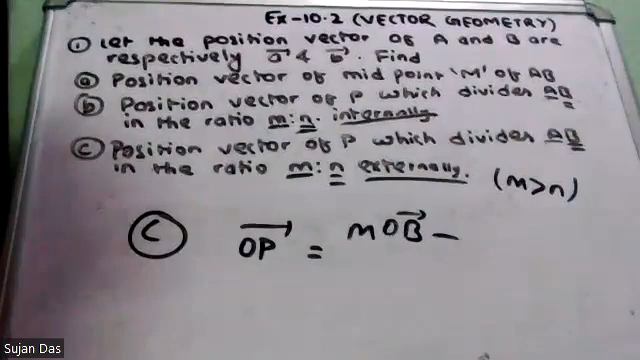 Ex-10.2 (VECTOR GEOMETRY)
① Let the position vector of A and B are
respectively a⃗ & b⃗. Find
ⓐ Position vector of mid point 'M' of AB
ⓑ Position vector of P which divides AB
in the ratio m:n. internally
ⓒ Position vector of P which divides AB
in the ratio m:n externally.
(m>n)
Ⓒ OP⃗ = mOB⃗ –
Sujan Das